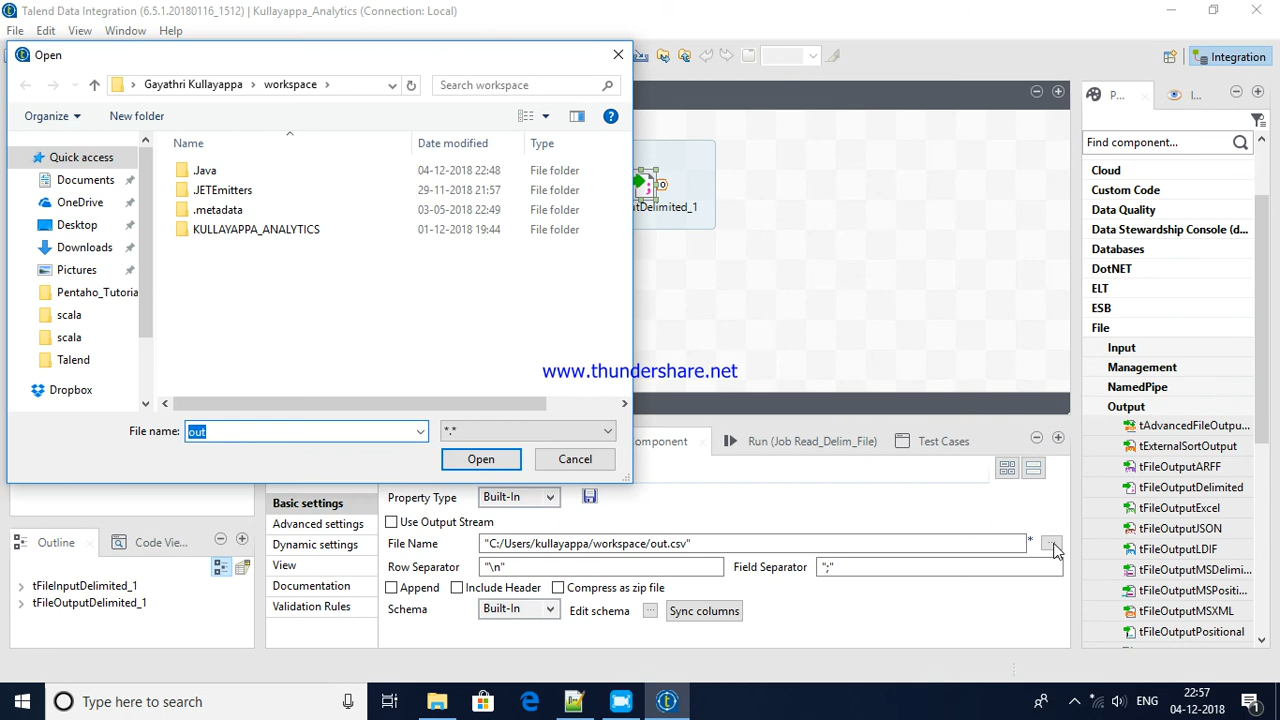 Talend Data Integration (6.5.1.20180116_1512) | Kullayappa_Analytics (Connection: Local)
File Edit View Window Help
Open
Gayathri Kullayappa > workspace >
Search workspace
Integration
Organize
New folder
P...
I...
Find component...
Name
Date modified
Type
Quick access
Documents
OneDrive
Desktop
Downloads
Pictures
Pentaho_Tutoria
scala
scala
Talend
Dropbox
.Java 04-12-2018 22:48 File folder
.JETEmitters 29-11-2018 21:57 File folder
.metadata 03-05-2018 22:49 File folder
KULLAYAPPA_ANALYTICS 01-12-2018 19:44 File folder
File name: out
*.*
Open
Cancel
utDelimited_1
www.thundershare.net
Cloud
Custom Code
Data Quality
Data Stewardship Console (d...
Databases
DotNET
ELT
ESB
File
Input
Management
NamedPipe
Output
tAdvancedFileOutpu...
tExternalSortOutput
tFileOutputARFF
tFileOutputDelimited
tFileOutputExcel
tFileOutputJSON
tFileOutputLDIF
tFileOutputMSDelimi...
tFileOutputMSPositi...
tFileOutputMSXML
tFileOutputPositional
omponent
Run (Job Read_Delim_File)
Test Cases
Basic settings
Advanced settings
Dynamic settings
View
Documentation
Validation Rules
Property Type Built-In
Use Output Stream
File Name "C:/Users/kullayappa/workspace/out.csv" * ...
Row Separator "\n" Field Separator ";"
Append Include Header Compress as zip file
Schema Built-In Edit schema ... Sync columns
Outline
Code Vie...
tFileInputDelimited_1
tFileOutputDelimited_1
Type here to search
ENG
22:57
04-12-2018
1